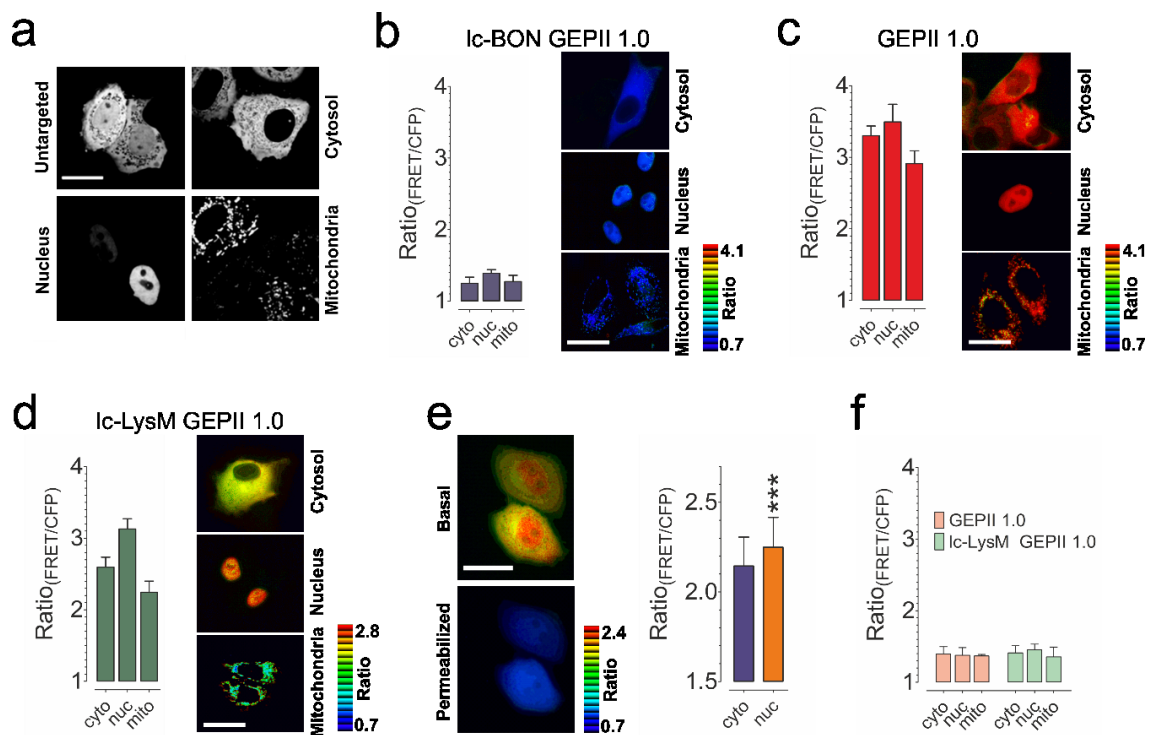 a
Untargeted
Cytosol
Nucleus
Mitochondria
b
lc-BON GEPII 1.0
Ratio(FRET/CFP)
4
3
2
1
cyto
nuc
mito
Cytosol
Nucleus
Mitochondria
4.1
Ratio
0.7
c
GEPII 1.0
Ratio(FRET/CFP)
4
3
2
1
cyto
nuc
mito
Cytosol
Nucleus
Mitochondria
4.1
Ratio
0.7
d
lc-LysM GEPII 1.0
Ratio(FRET/CFP)
4
3
2
1
cyto
nuc
mito
Cytosol
Nucleus
Mitochondria
2.8
Ratio
0.7
e
Basal
Permeabilized
2.4
Ratio
0.7
Ratio(FRET/CFP)
2.5
2.0
1.5
***
cyto
nuc
f
Ratio(FRET/CFP)
4
3
2
1
GEPII 1.0
lc-LysM GEPII 1.0
cyto
nuc
mito
cyto
nuc
mito